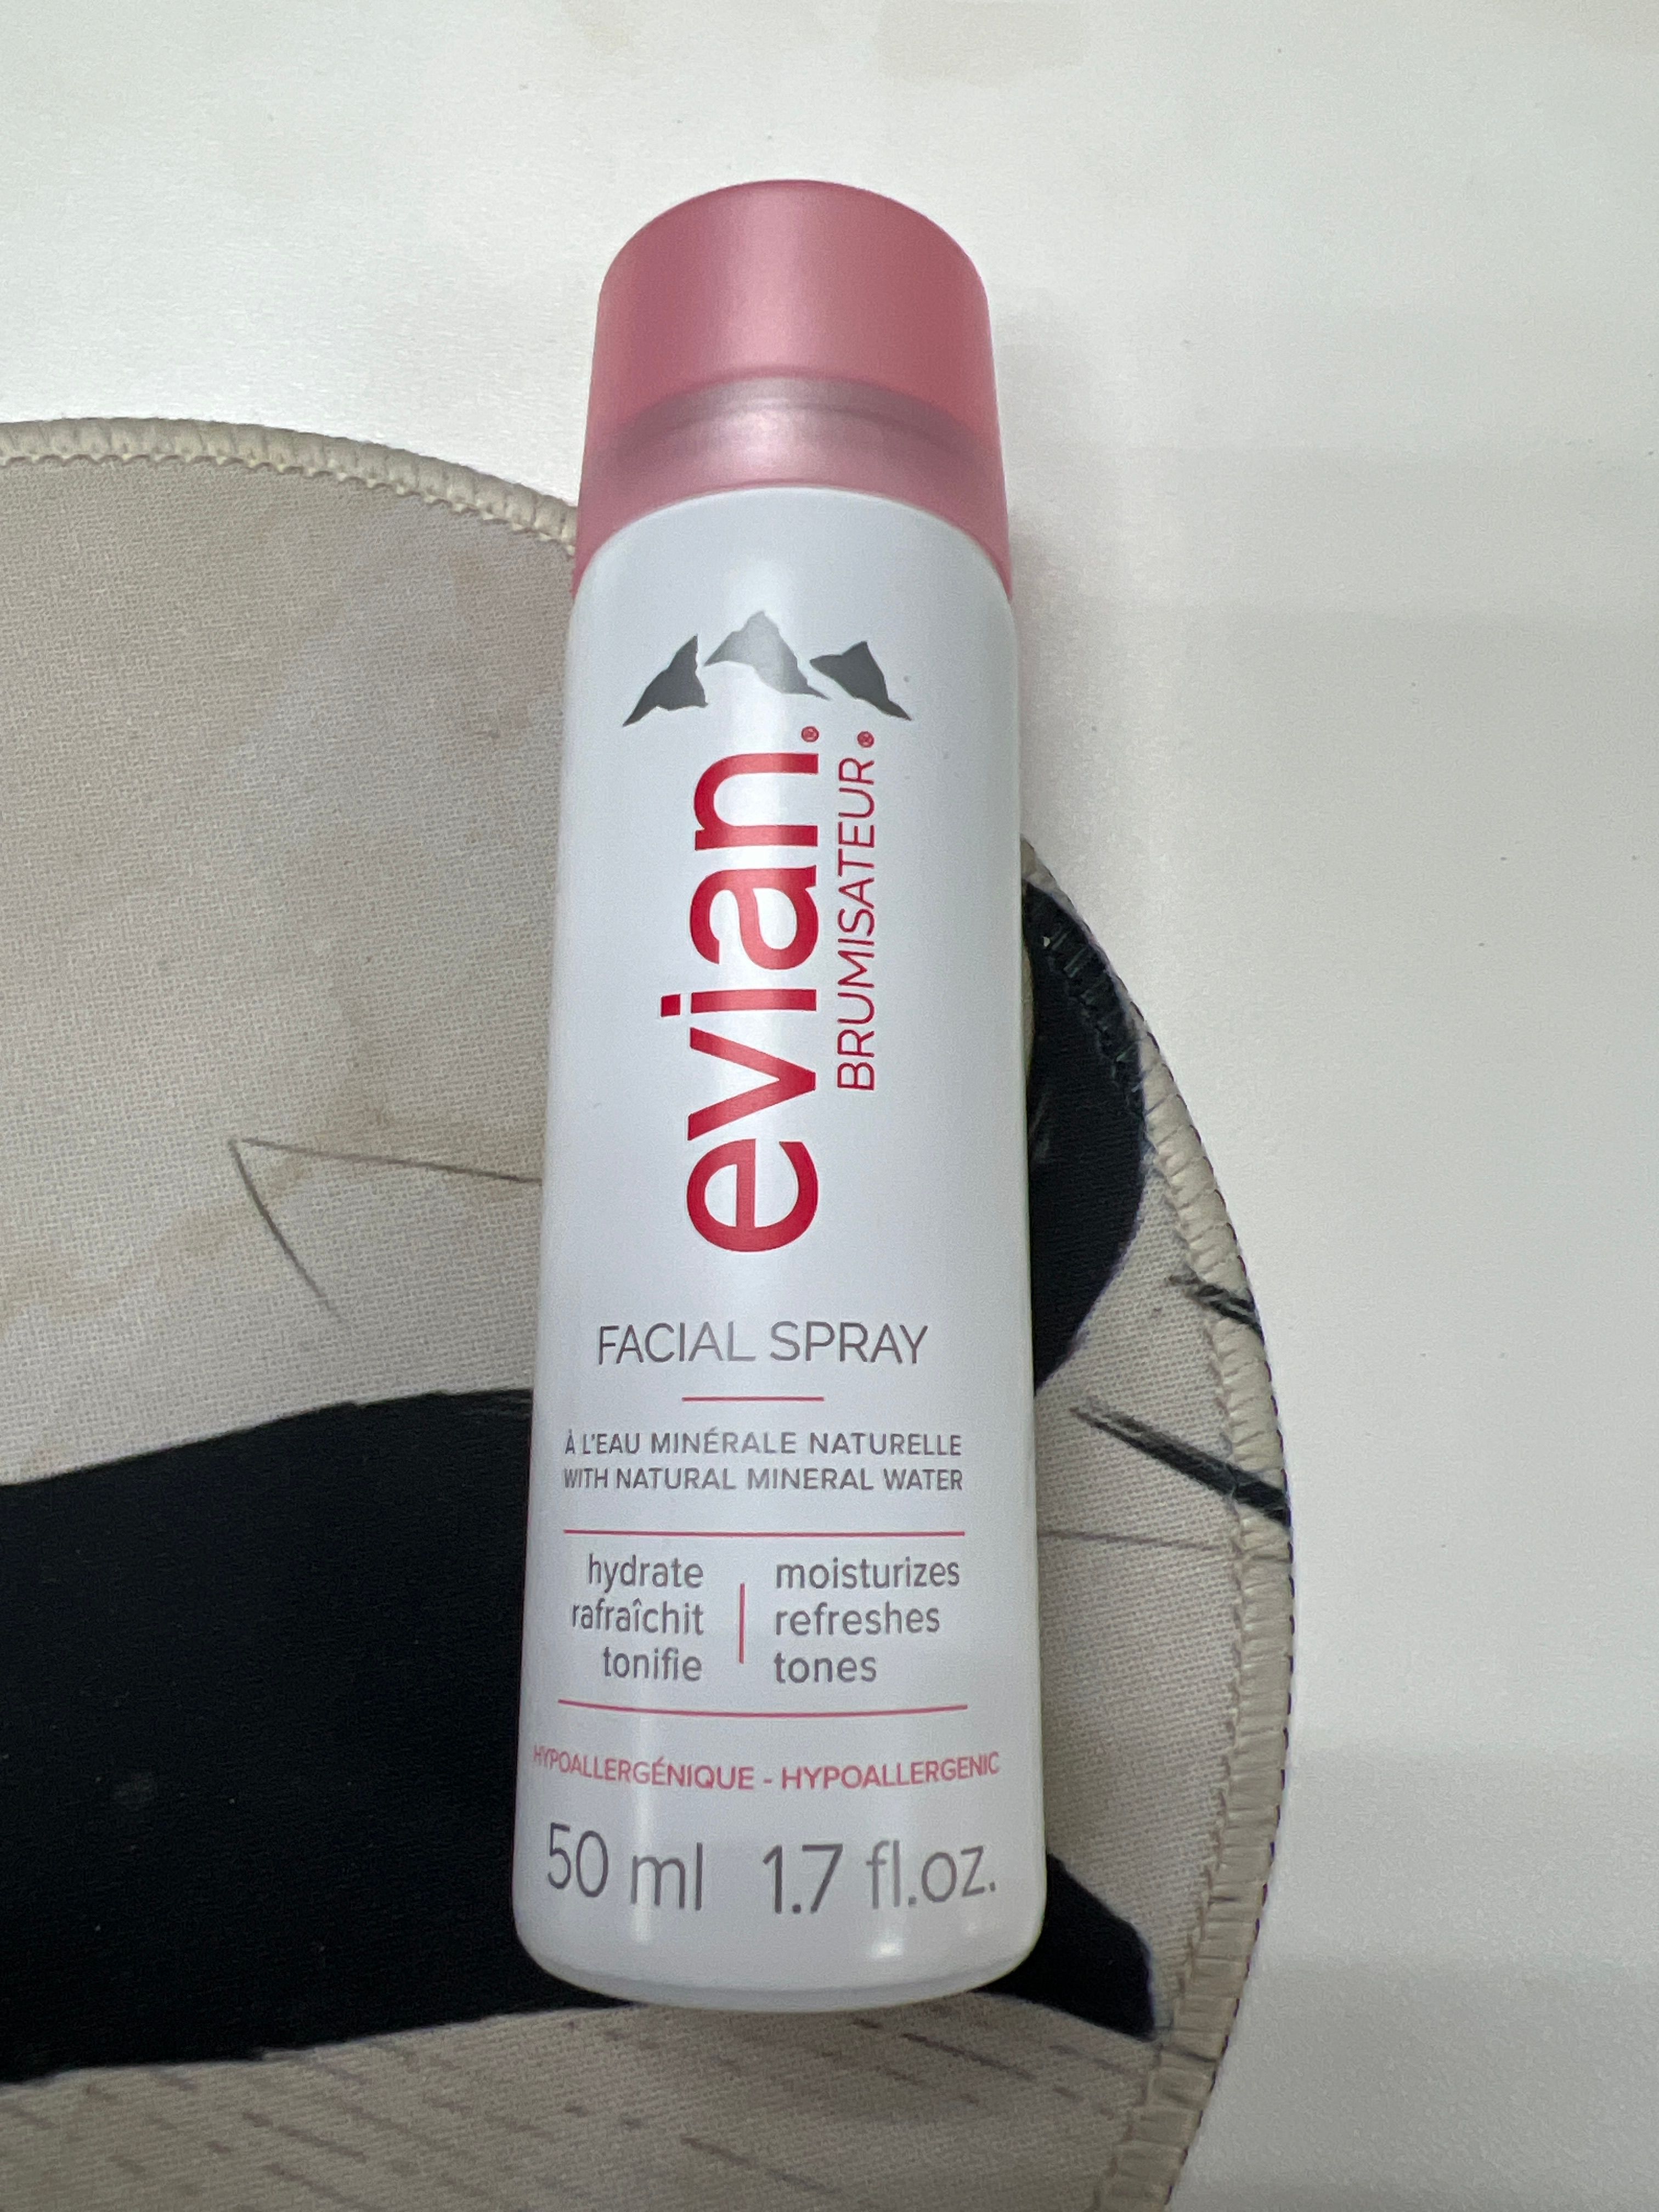 evian®
BRUMISATEUR®
FACIAL SPRAY
À L'EAU MINÉRALE NATURELLE
WITH NATURAL MINERAL WATER
hydrate
rafraîchit
tonifie
moisturizes
refreshes
tones
HYPOALLERGÉNIQUE - HYPOALLERGENIC
50 ml 1.7 fl.oz.